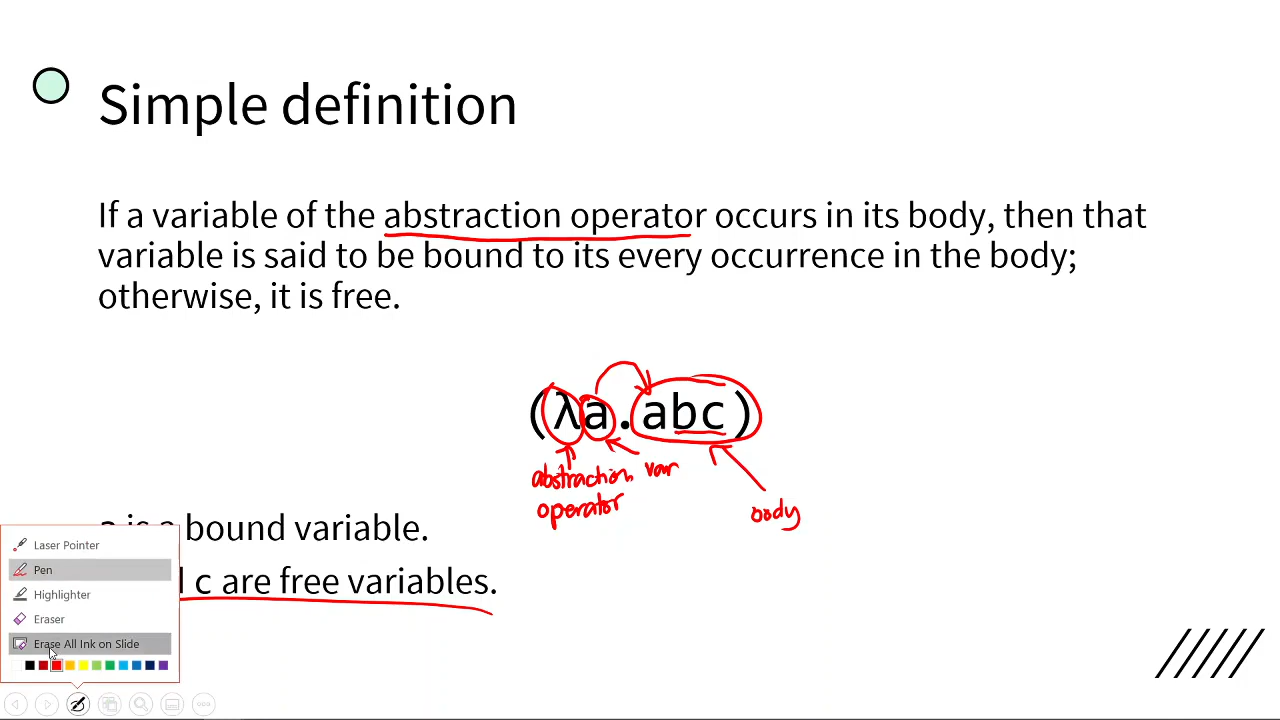 Simple definition
If a variable of the abstraction operator occurs in its body, then that
variable is said to be bound to its every occurrence in the body;
otherwise, it is free.
(λa.abc)
abstraction var
operator
body
a is a bound variable.
c are free variables.
Laser Pointer
Pen
Highlighter
Eraser
Erase All Ink on Slide